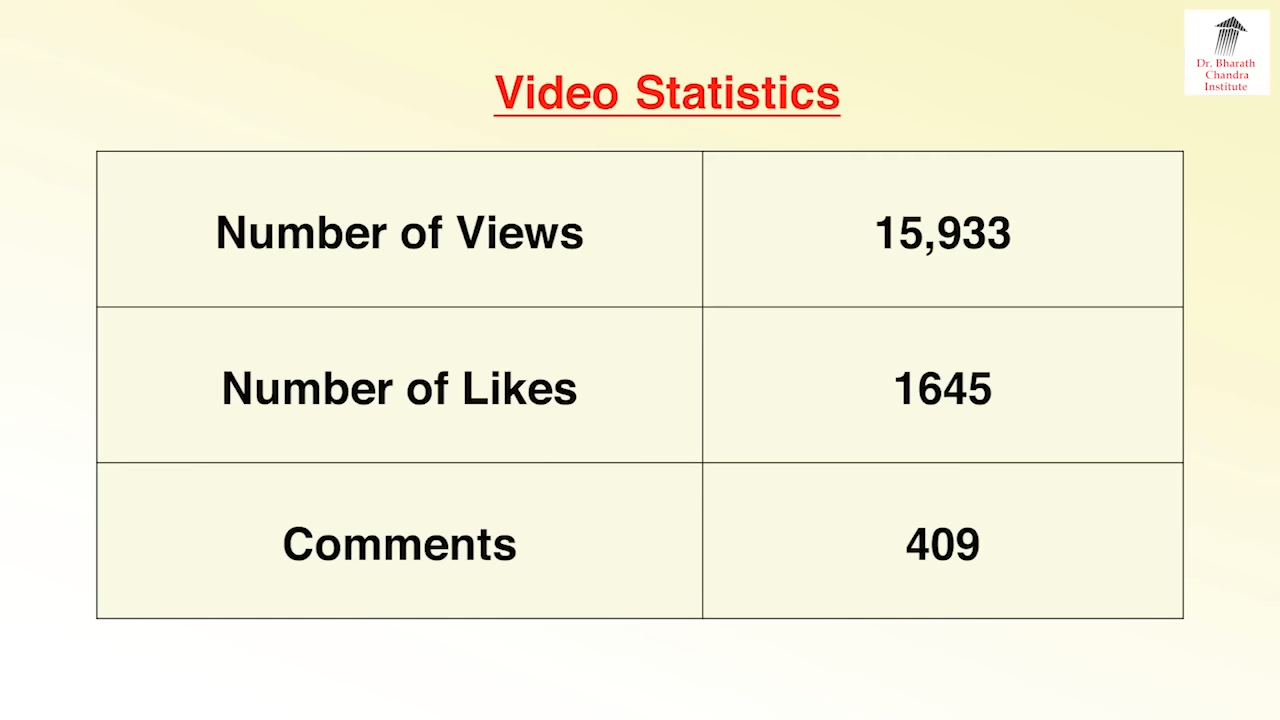 Dr. Bharath
Chandra
Institute
Video Statistics
Number of Views 15,933
Number of Likes 1645
Comments 409